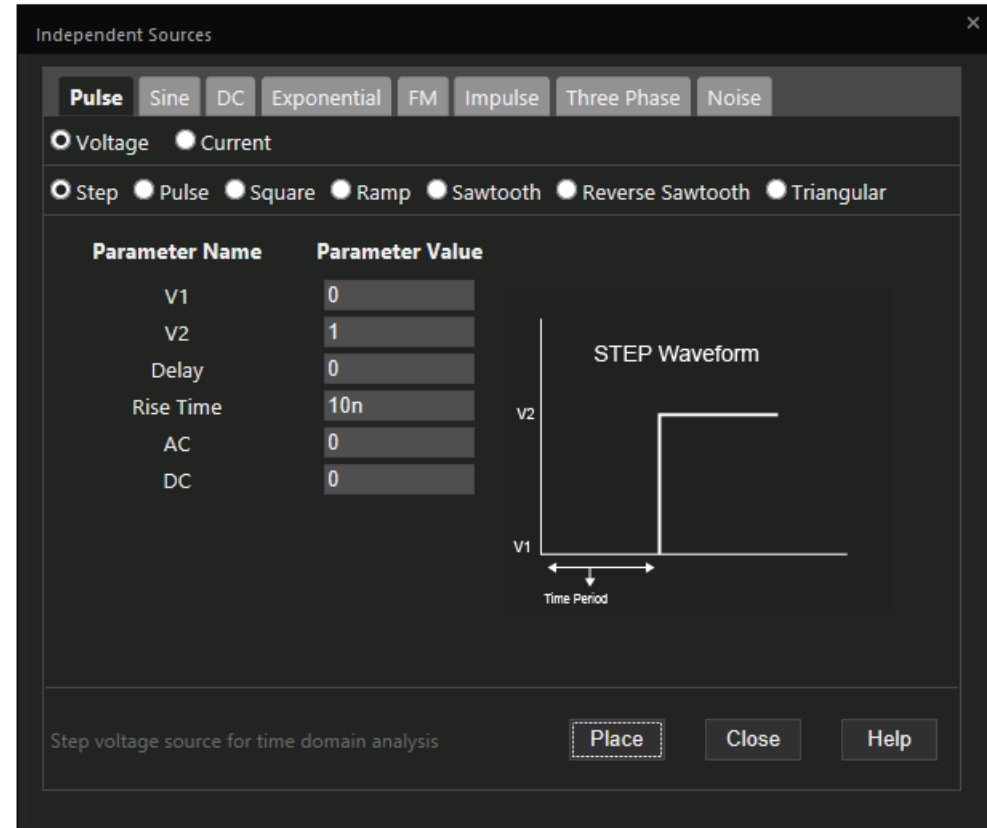 Independent Sources
Pulse Sine DC Exponential FM Impulse Three Phase Noise
Voltage Current
Step Pulse Square Ramp Sawtooth Reverse Sawtooth Triangular
Parameter Name Parameter Value
V1 0
V2 1
Delay 0
Rise Time 10n
AC 0
DC 0
STEP Waveform
V2
V1
Time Period
Step voltage source for time domain analysis
Place Close Help